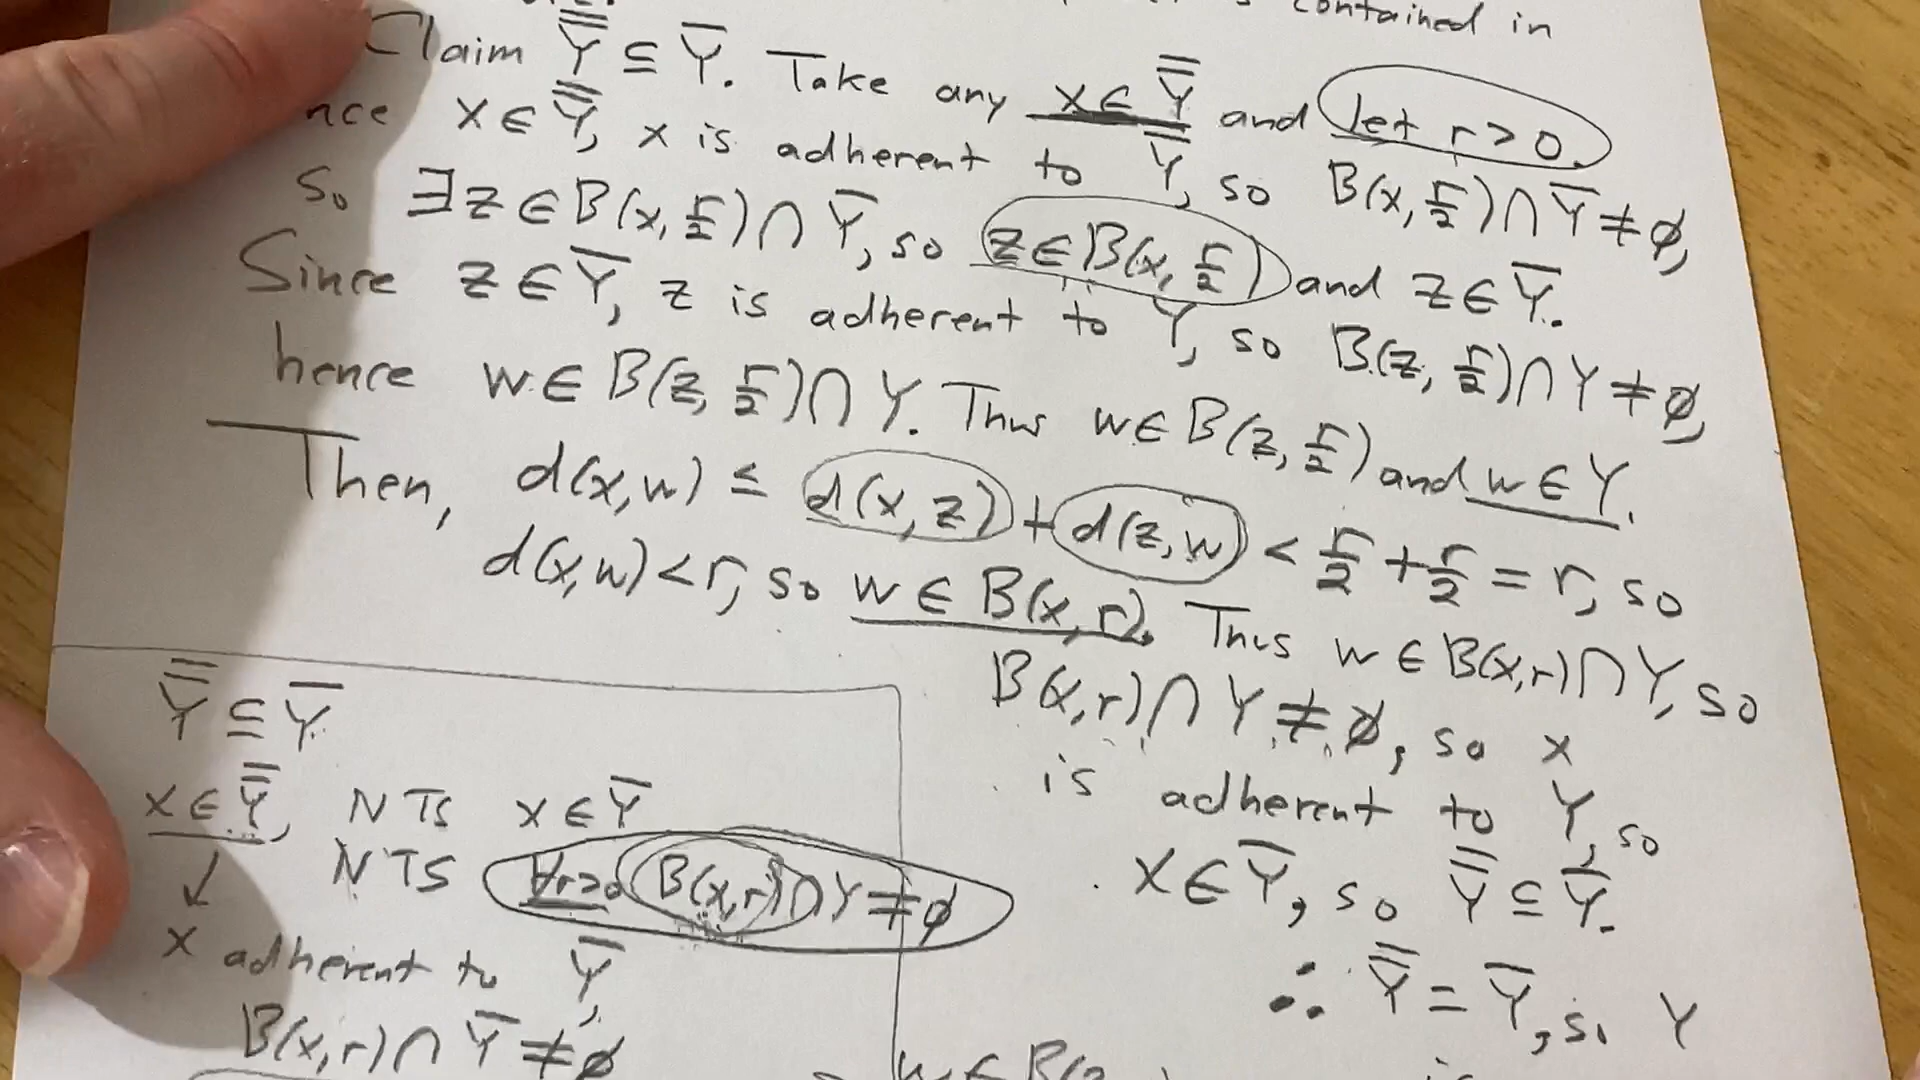 contained in
Claim Y̿ ⊆ Y̅. Take any x ∈ Y̿ and let r > 0.
nce x ∈ Y̿, x is adherent to Y̅, so B(x, r/2) ∩ Y̅ ≠ ∅,
so ∃ z ∈ B(x, r/2) ∩ Y̅, so z ∈ B(x, r/2) and z ∈ Y̅.
Since z ∈ Y̅, z is adherent to Y, so B(z, r/2) ∩ Y ≠ ∅,
hence w ∈ B(z, r/2) ∩ Y. Thus w ∈ B(z, r/2) and w ∈ Y.
Then, d(x,w) ≤ d(x,z) + d(z,w) < r/2 + r/2 = r, so
d(x,w) < r, so w ∈ B(x,r). Thus w ∈ B(x,r) ∩ Y, so
B(x,r) ∩ Y ≠ ∅, so x
is adherent to Y, so
x ∈ Y̅, so Y̿ ⊆ Y̅.
∴ Y̿ = Y̅, so Y
Y̿ ⊆ Y̅
x ∈ Y̿, NTS x ∈ Y̅
↓ NTS ∀r>0 B(x,r) ∩ Y ≠ ∅
x adherent to Y̅,
B(x,r) ∩ Y̅ ≠ ∅